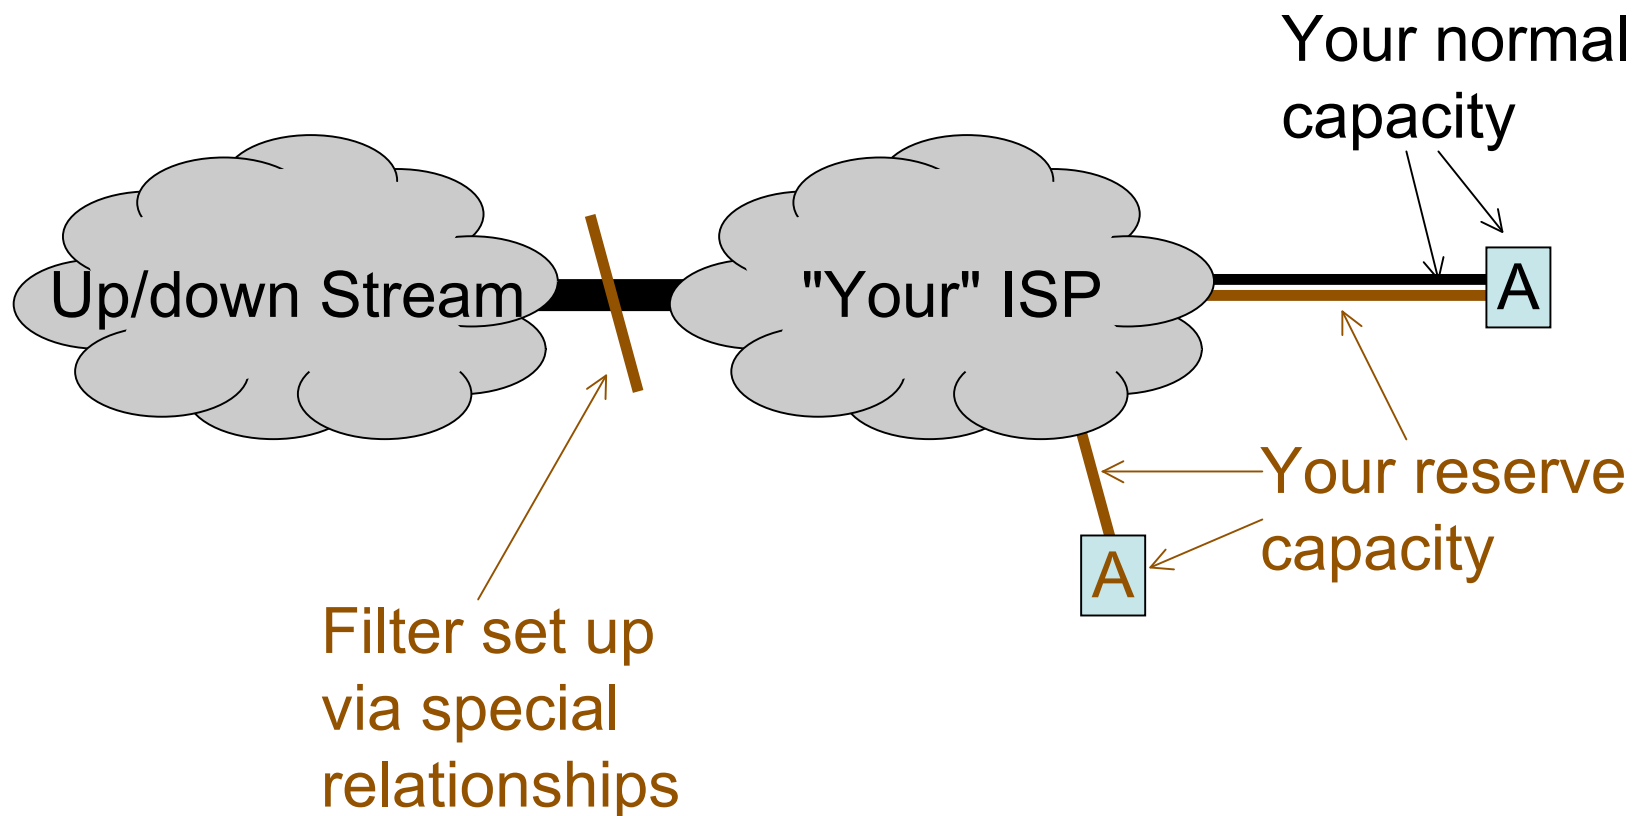 Your normal
capacity
Up/down Stream
"Your" ISP
A
Your reserve
capacity
A
Filter set up
via special
relationships